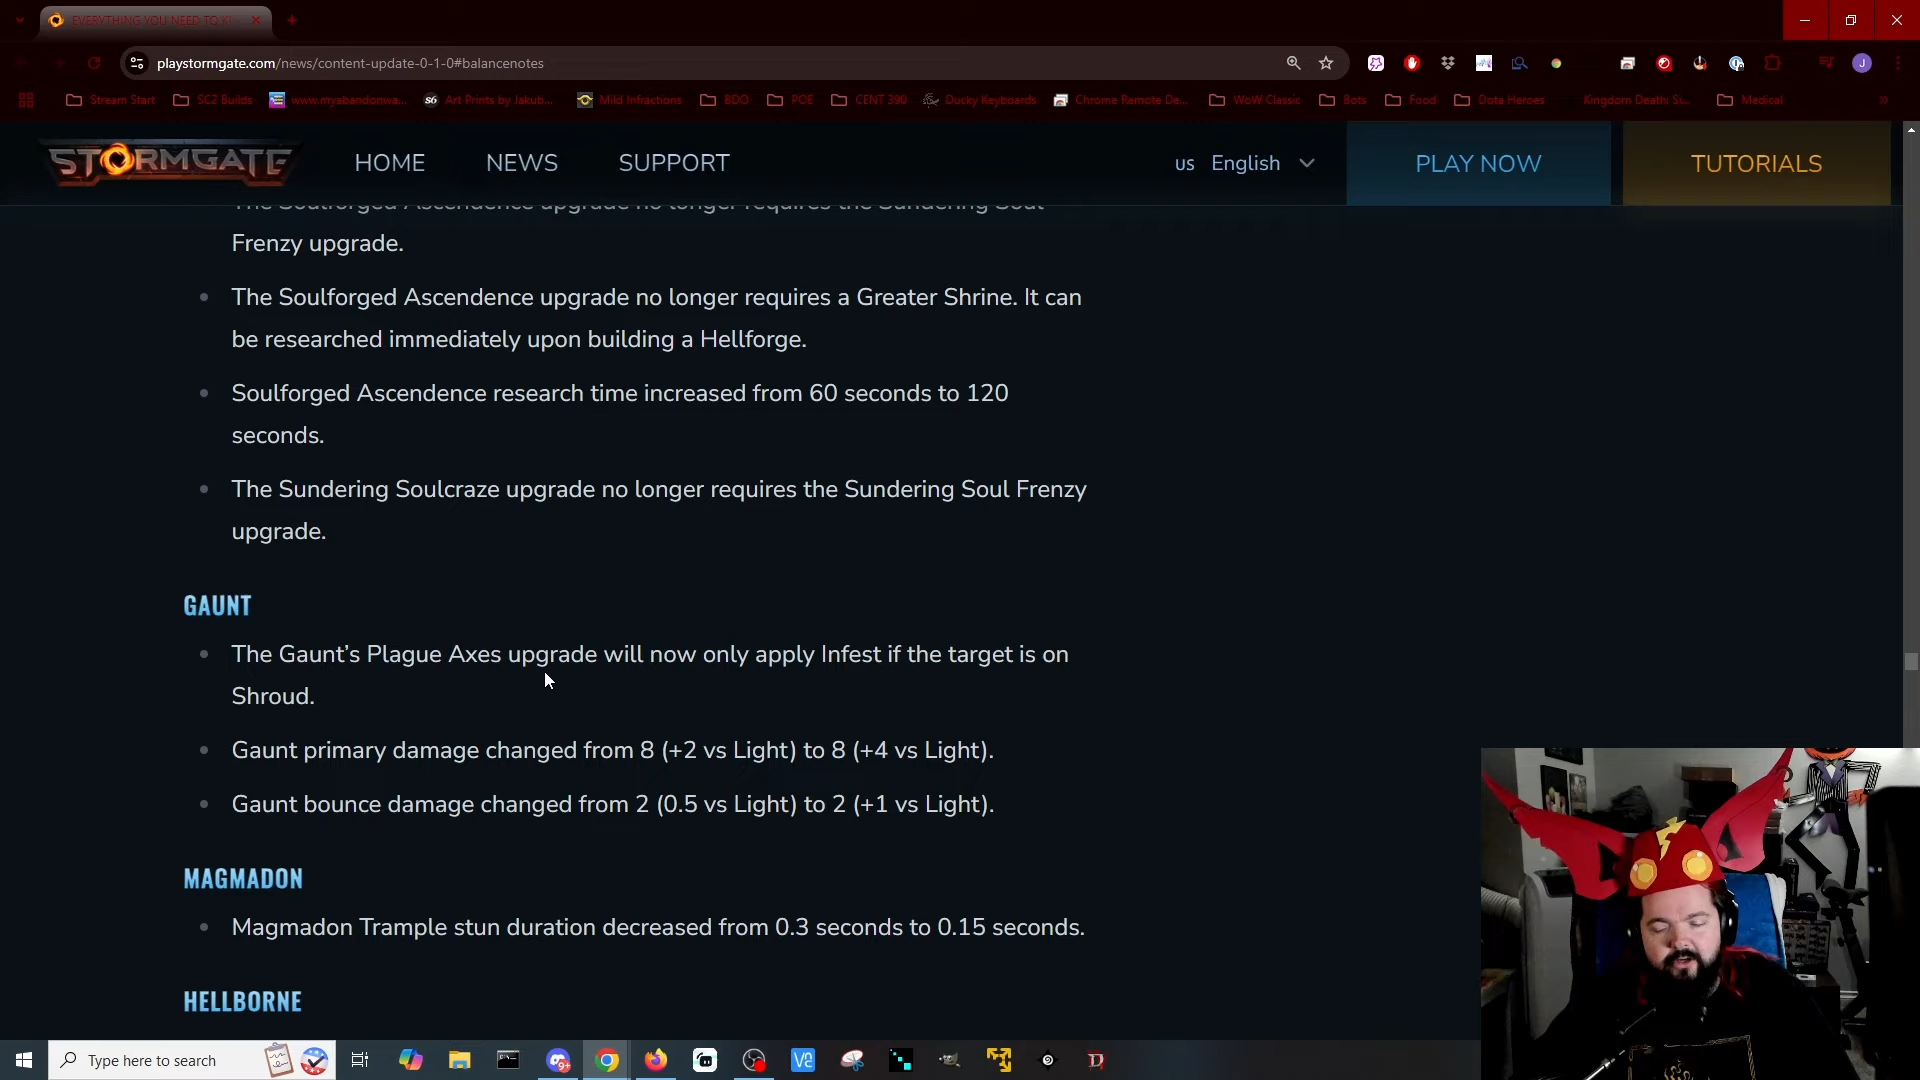 EVERYTHING YOU NEED TO K
playstormgate.com/news/content-update-0-1-0#balancenotes
Stream Start
SC2 Builds
www.myabandonwa...
Art Prints by Jakub...
Mild Infractions
BDO
POE
CENT 390
Ducky Keyboards
Chrome Remote De...
WoW Classic
Bots
Food
Dota Heroes
Kingdom Death: Si...
Medical
STORMGATE
HOME
NEWS
SUPPORT
us English
PLAY NOW
TUTORIALS
The Soulforged Ascendence upgrade no longer requires the Sundering Soul
Frenzy upgrade.
The Soulforged Ascendence upgrade no longer requires a Greater Shrine. It can
be researched immediately upon building a Hellforge.
Soulforged Ascendence research time increased from 60 seconds to 120
seconds.
The Sundering Soulcraze upgrade no longer requires the Sundering Soul Frenzy
upgrade.
GAUNT
The Gaunt’s Plague Axes upgrade will now only apply Infest if the target is on
Shroud.
Gaunt primary damage changed from 8 (+2 vs Light) to 8 (+4 vs Light).
Gaunt bounce damage changed from 2 (0.5 vs Light) to 2 (+1 vs Light).
MAGMADON
Magmadon Trample stun duration decreased from 0.3 seconds to 0.15 seconds.
HELLBORNE
Type here to search